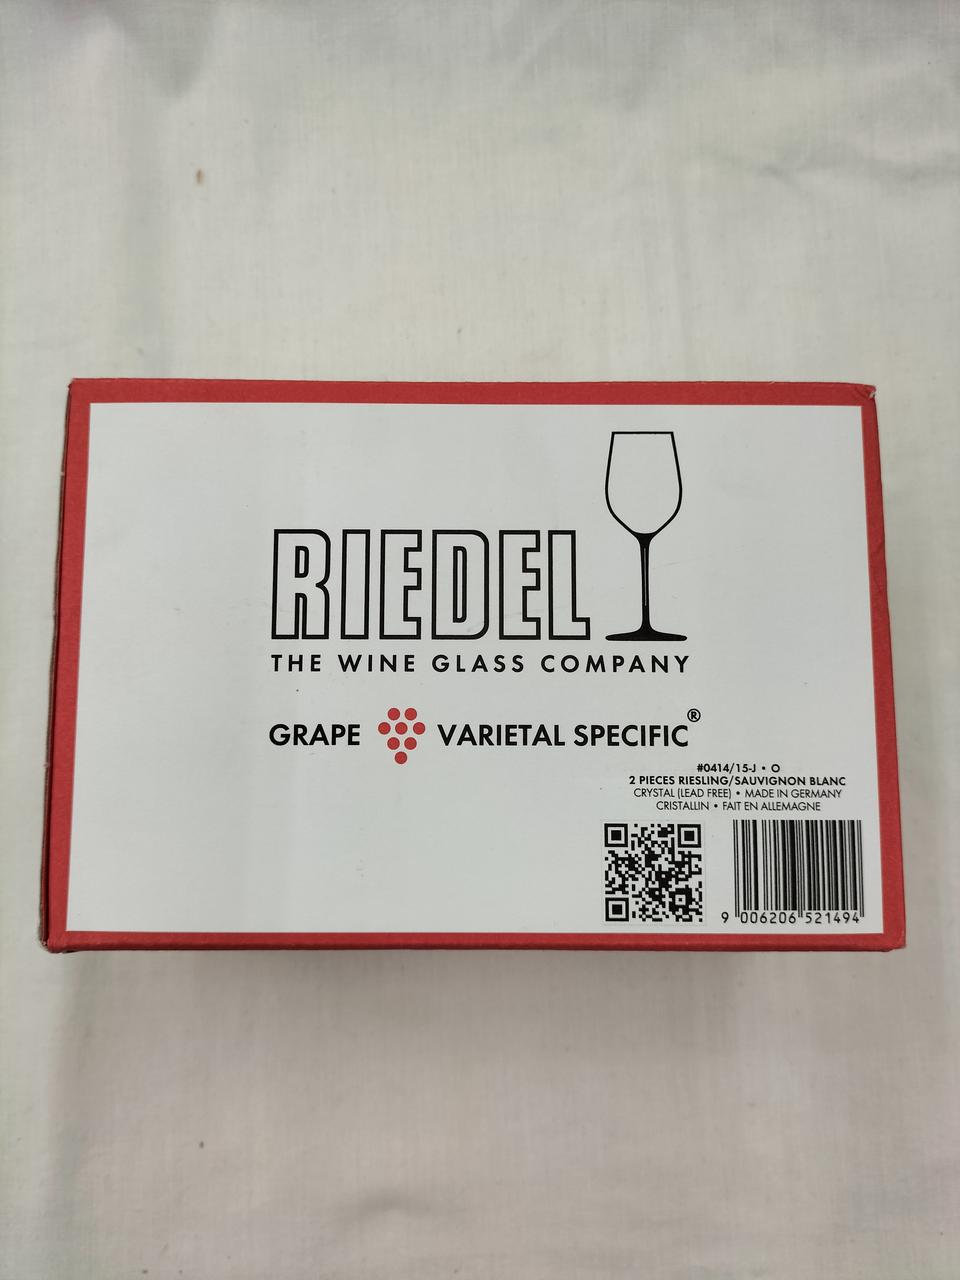 RIEDEL
THE WINE GLASS COMPANY
GRAPE VARIETAL SPECIFIC®
#0414/15-J • O
2 PIECES RIESLING/SAUVIGNON BLANC
CRYSTAL (LEAD FREE) • MADE IN GERMANY
CRISTALLIN • FAIT EN ALLEMAGNE
9 006206 521494